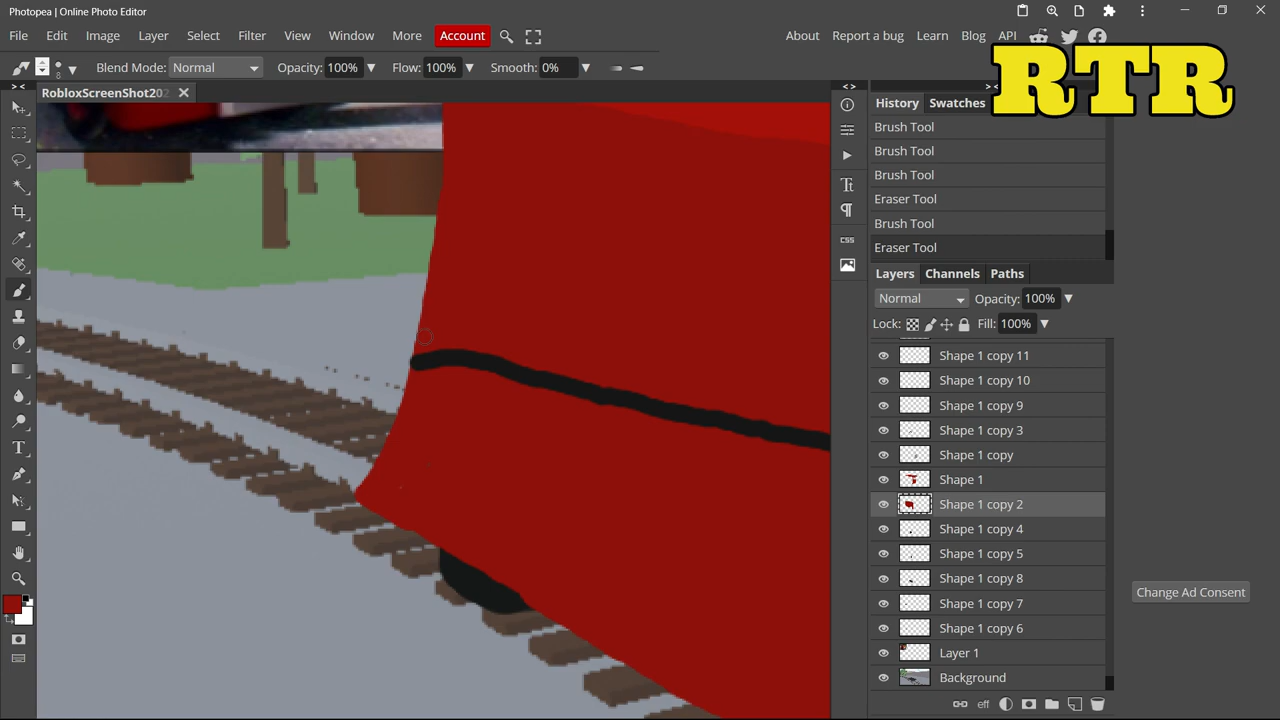 Photopea | Online Photo Editor
File Edit Image Layer Select Filter View Window More Account
About Report a bug Learn Blog API
8 Blend Mode: Normal Opacity: 100% Flow: 100% Smooth: 0%
RTR
RobloxScreenShot202
History Swatches
Brush Tool
Brush Tool
Brush Tool
Eraser Tool
Brush Tool
Eraser Tool
CSS
Layers Channels Paths
Normal Opacity: 100%
Lock: Fill: 100%
Shape 1 copy 11
Shape 1 copy 10
Shape 1 copy 9
Shape 1 copy 3
Shape 1 copy
Shape 1
Shape 1 copy 2
Shape 1 copy 4
Shape 1 copy 5
Shape 1 copy 8
Shape 1 copy 7
Shape 1 copy 6
Layer 1
Background
eff
Change Ad Consent